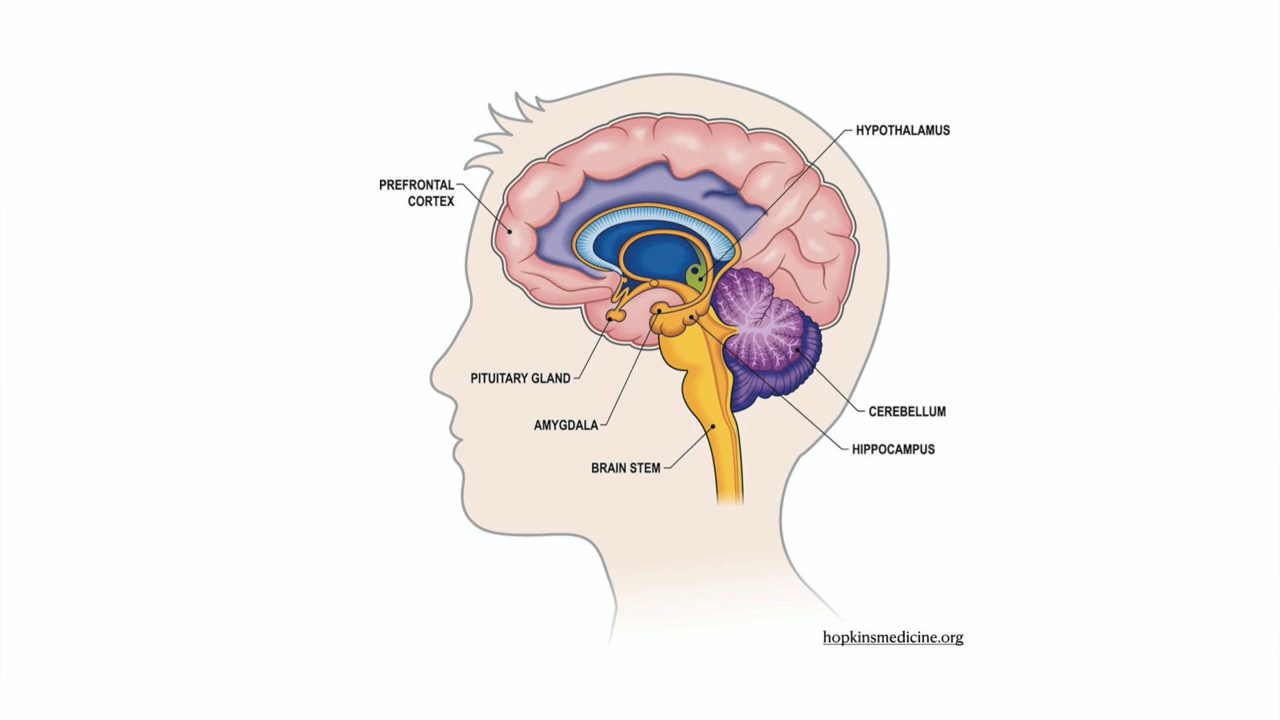 HYPOTHALAMUS
PREFRONTAL
CORTEX
PITUITARY GLAND
AMYGDALA
BRAIN STEM
CEREBELLUM
HIPPOCAMPUS
hopkinsmedicine.org